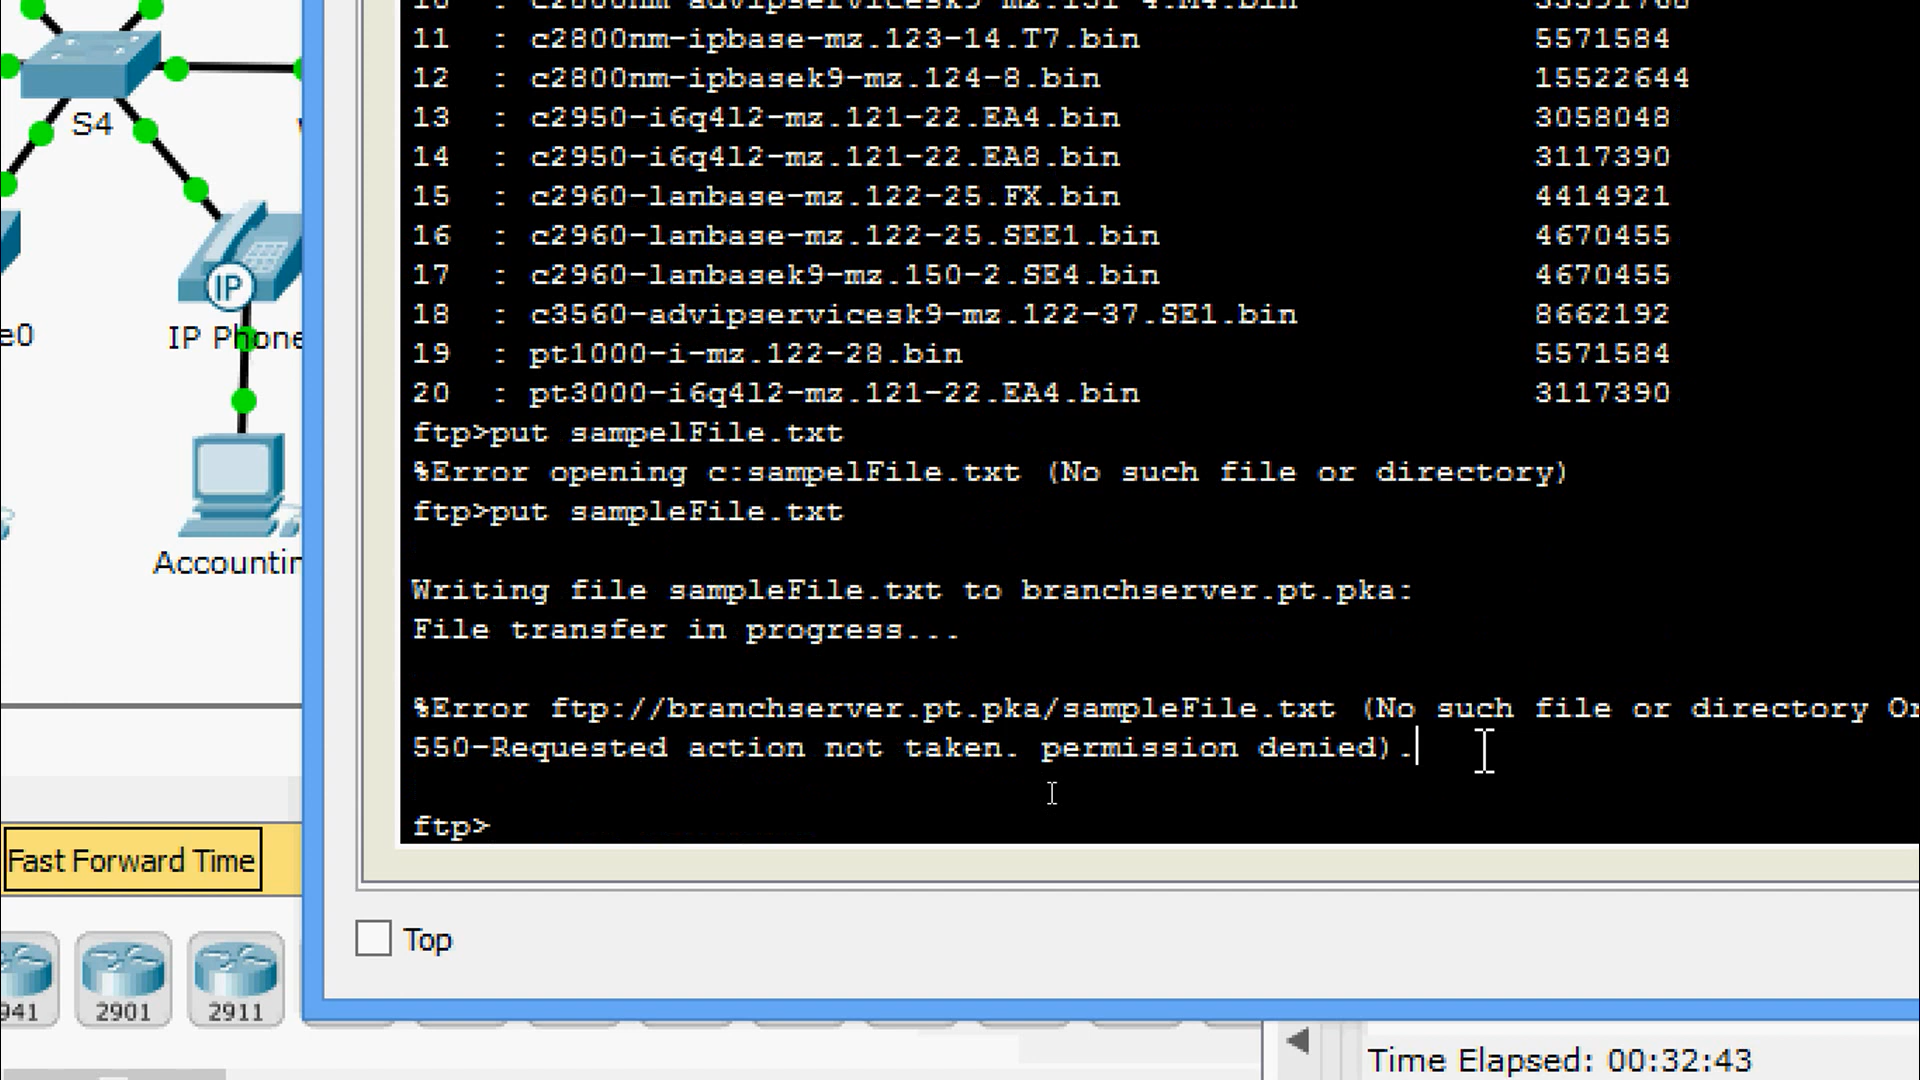 11 : c2800nm-ipbase-mz.123-14.T7.bin 5571584
12 : c2800nm-ipbasek9-mz.124-8.bin 15522644
13 : c2950-i6q4l2-mz.121-22.EA4.bin 3058048
14 : c2950-i6q4l2-mz.121-22.EA8.bin 3117390
15 : c2960-lanbase-mz.122-25.FX.bin 4414921
16 : c2960-lanbase-mz.122-25.SEE1.bin 4670455
17 : c2960-lanbasek9-mz.150-2.SE4.bin 4670455
18 : c3560-advipservicesk9-mz.122-37.SE1.bin 8662192
19 : pt1000-i-mz.122-28.bin 5571584
20 : pt3000-i6q4l2-mz.121-22.EA4.bin 3117390
ftp>put sampelFile.txt
%Error opening c:sampelFile.txt (No such file or directory)
ftp>put sampleFile.txt
Writing file sampleFile.txt to branchserver.pt.pka:
File transfer in progress...
%Error ftp://branchserver.pt.pka/sampleFile.txt (No such file or directory Or
550-Requested action not taken. permission denied).
ftp>
S4
e0
IP
IP Phone
Accountin
Fast Forward Time
941
2901
2911
Top
Time Elapsed: 00:32:43